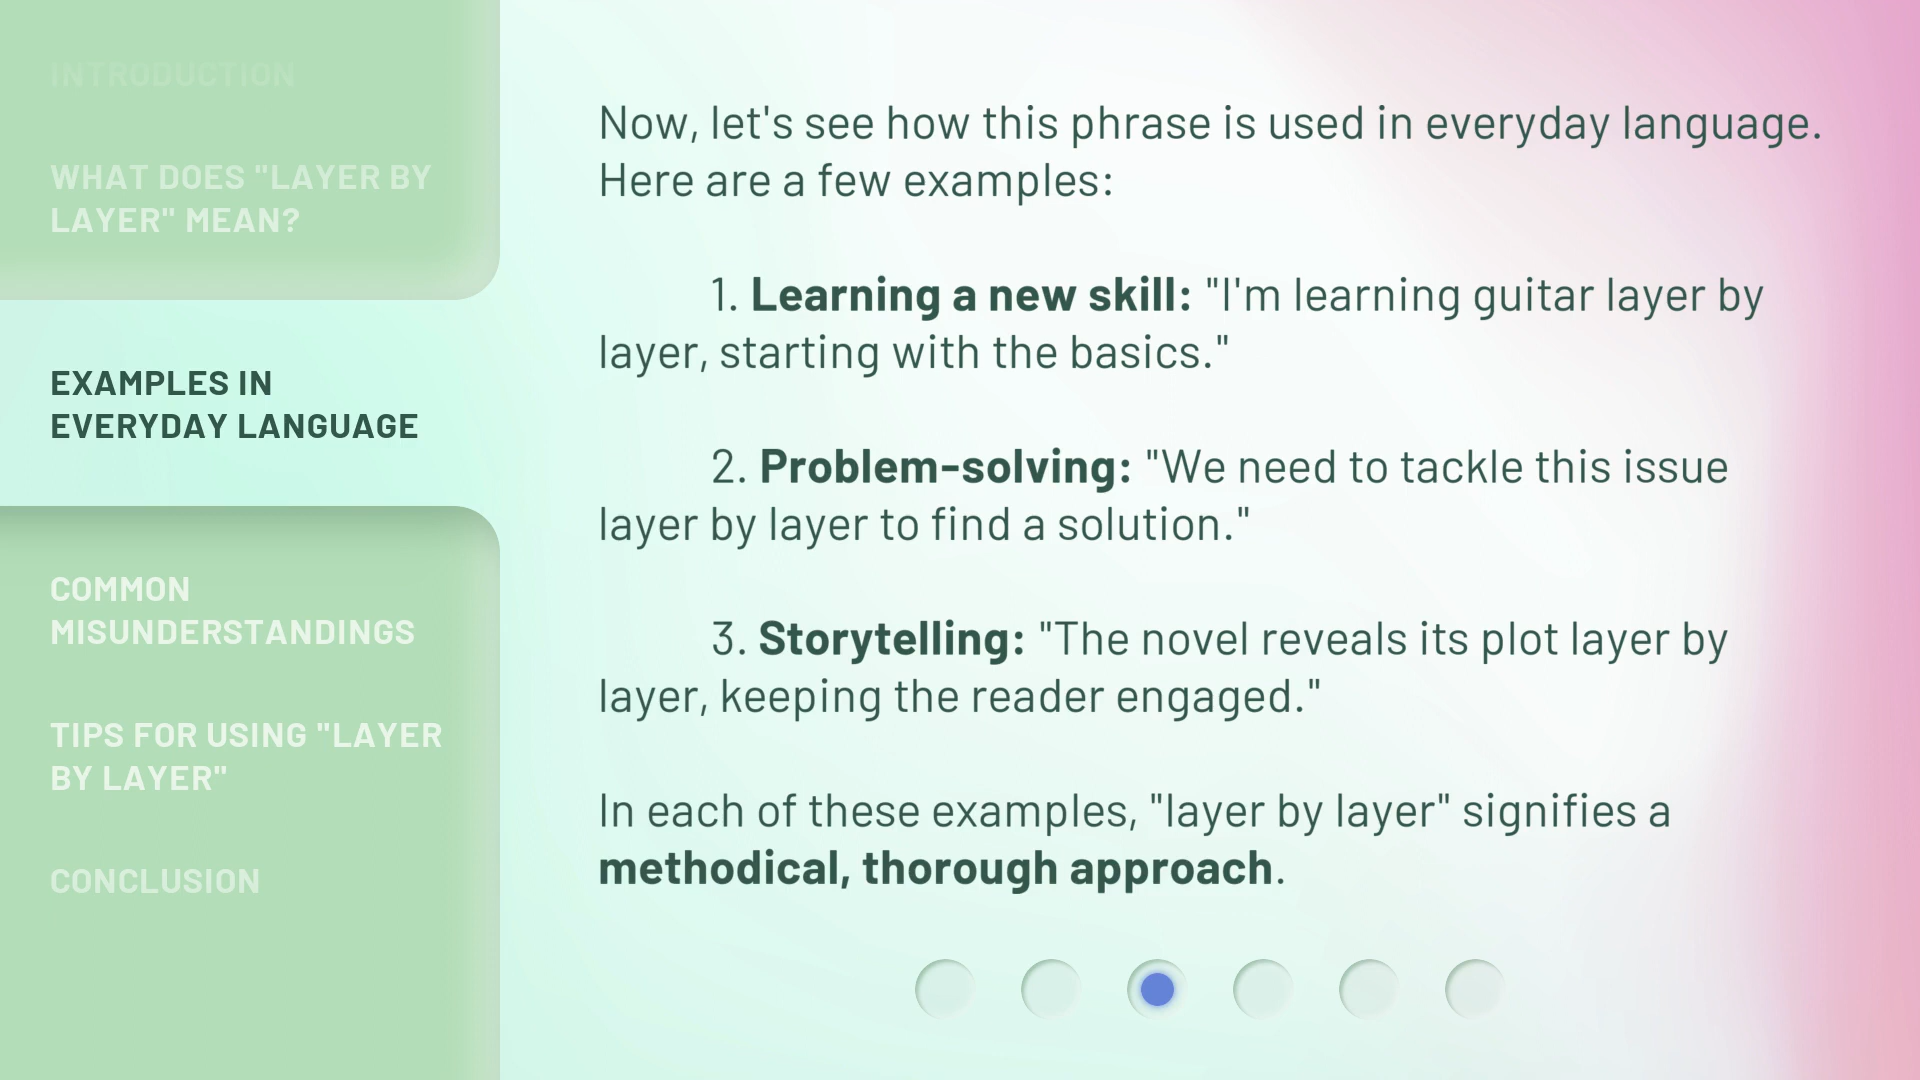 INTRODUCTION
WHAT DOES "LAYER BY
LAYER" MEAN?
EXAMPLES IN
EVERYDAY LANGUAGE
COMMON
MISUNDERSTANDINGS
TIPS FOR USING "LAYER
BY LAYER"
CONCLUSION
Now, let's see how this phrase is used in everyday language.
Here are a few examples:
1. Learning a new skill: "I'm learning guitar layer by
layer, starting with the basics."
2. Problem-solving: "We need to tackle this issue
layer by layer to find a solution."
3. Storytelling: "The novel reveals its plot layer by
layer, keeping the reader engaged."
In each of these examples, "layer by layer" signifies a
methodical, thorough approach.